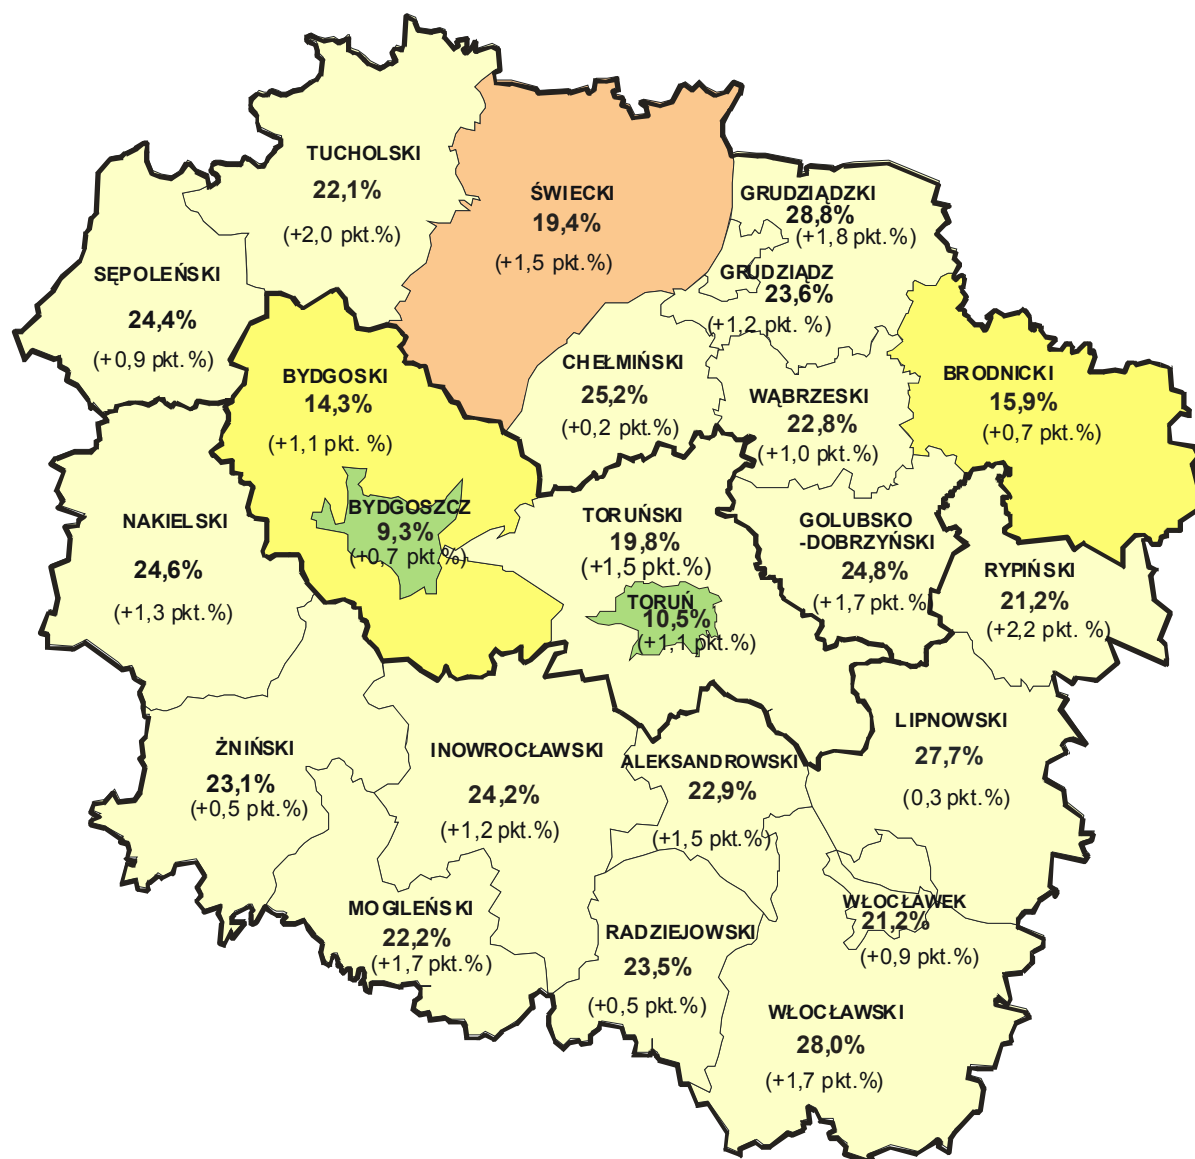 TUCHOLSKI
22,1%
(+2,0 pkt.%)
ŚWIECKI
19,4%
(+1,5 pkt.%)
GRUDZIĄDZKI
28,8%
(+1,8 pkt.%)
GRUDZIĄDZ
23,6%
(+1,2 pkt. %)
SĘPOLEŃSKI
24,4%
(+0,9 pkt. %)
BYDGOSKI
14,3%
(+1,1 pkt. %)
CHEŁMIŃSKI
25,2%
(+0,2 pkt. %)
WĄBRZESKI
22,8%
(+1,0 pkt.%)
BRODNICKI
15,9%
(+0,7 pkt.%)
NAKIELSKI
24,6%
(+1,3 pkt.%)
BYDGOSZCZ
9,3%
(+0,7 pkt.%)
TORUŃSKI
19,8%
(+1,5 pkt.%)
TORUŃ
10,5%
(+1,1 pkt.%)
GOLUBSKO
-DOBRZYŃSKI
24,8%
(+1,7 pkt.%)
RYPIŃSKI
21,2%
(+2,2 pkt. %)
ŻNIŃSKI
23,1%
(+0,5 pkt.%)
INOWROCŁAWSKI
24,2%
(+1,2 pkt.%)
ALEKSANDROWSKI
22,9%
(+1,5 pkt.%)
LIPNOWSKI
27,7%
(0,3 pkt.%)
MOGILEŃSKI
22,2%
(+1,7 pkt.%)
RADZIEJOWSKI
23,5%
(+0,5 pkt.%)
WŁOCŁAWEK
21,2%
(+0,9 pkt.%)
WŁOCŁAWSKI
28,0%
(+1,7 pkt.%)